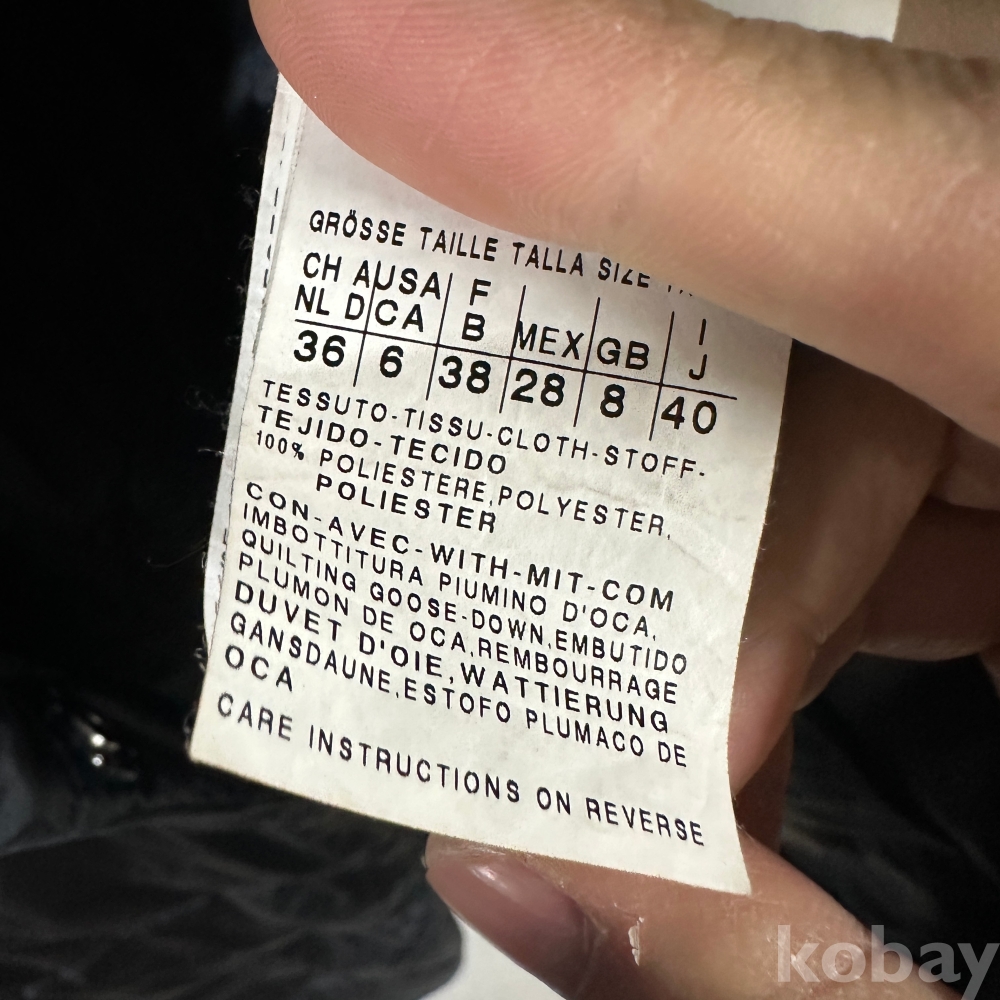 GRÖSSE TAILLE TALLA SIZE
CH A USA F I
NL D CA B MEX GB J
36 6 38 28 8 40
TESSUTO-TISSU-CLOTH-STOFF-
TEJIDO-TECIDO
100% POLIESTERE,POLYESTER,
POLIESTER
CON-AVEC-WITH-MIT-COM
IMBOTTITURA PIUMINO D'OCA,
QUILTING GOOSE-DOWN,EMBUTIDO
PLUMON DE OCA,REMBOURRAGE
DUVET D'OIE,WATTIERUNG
GANSDAUNE,ESTOFO PLUMACO DE
OCA
CARE INSTRUCTIONS ON REVERSE
kobay